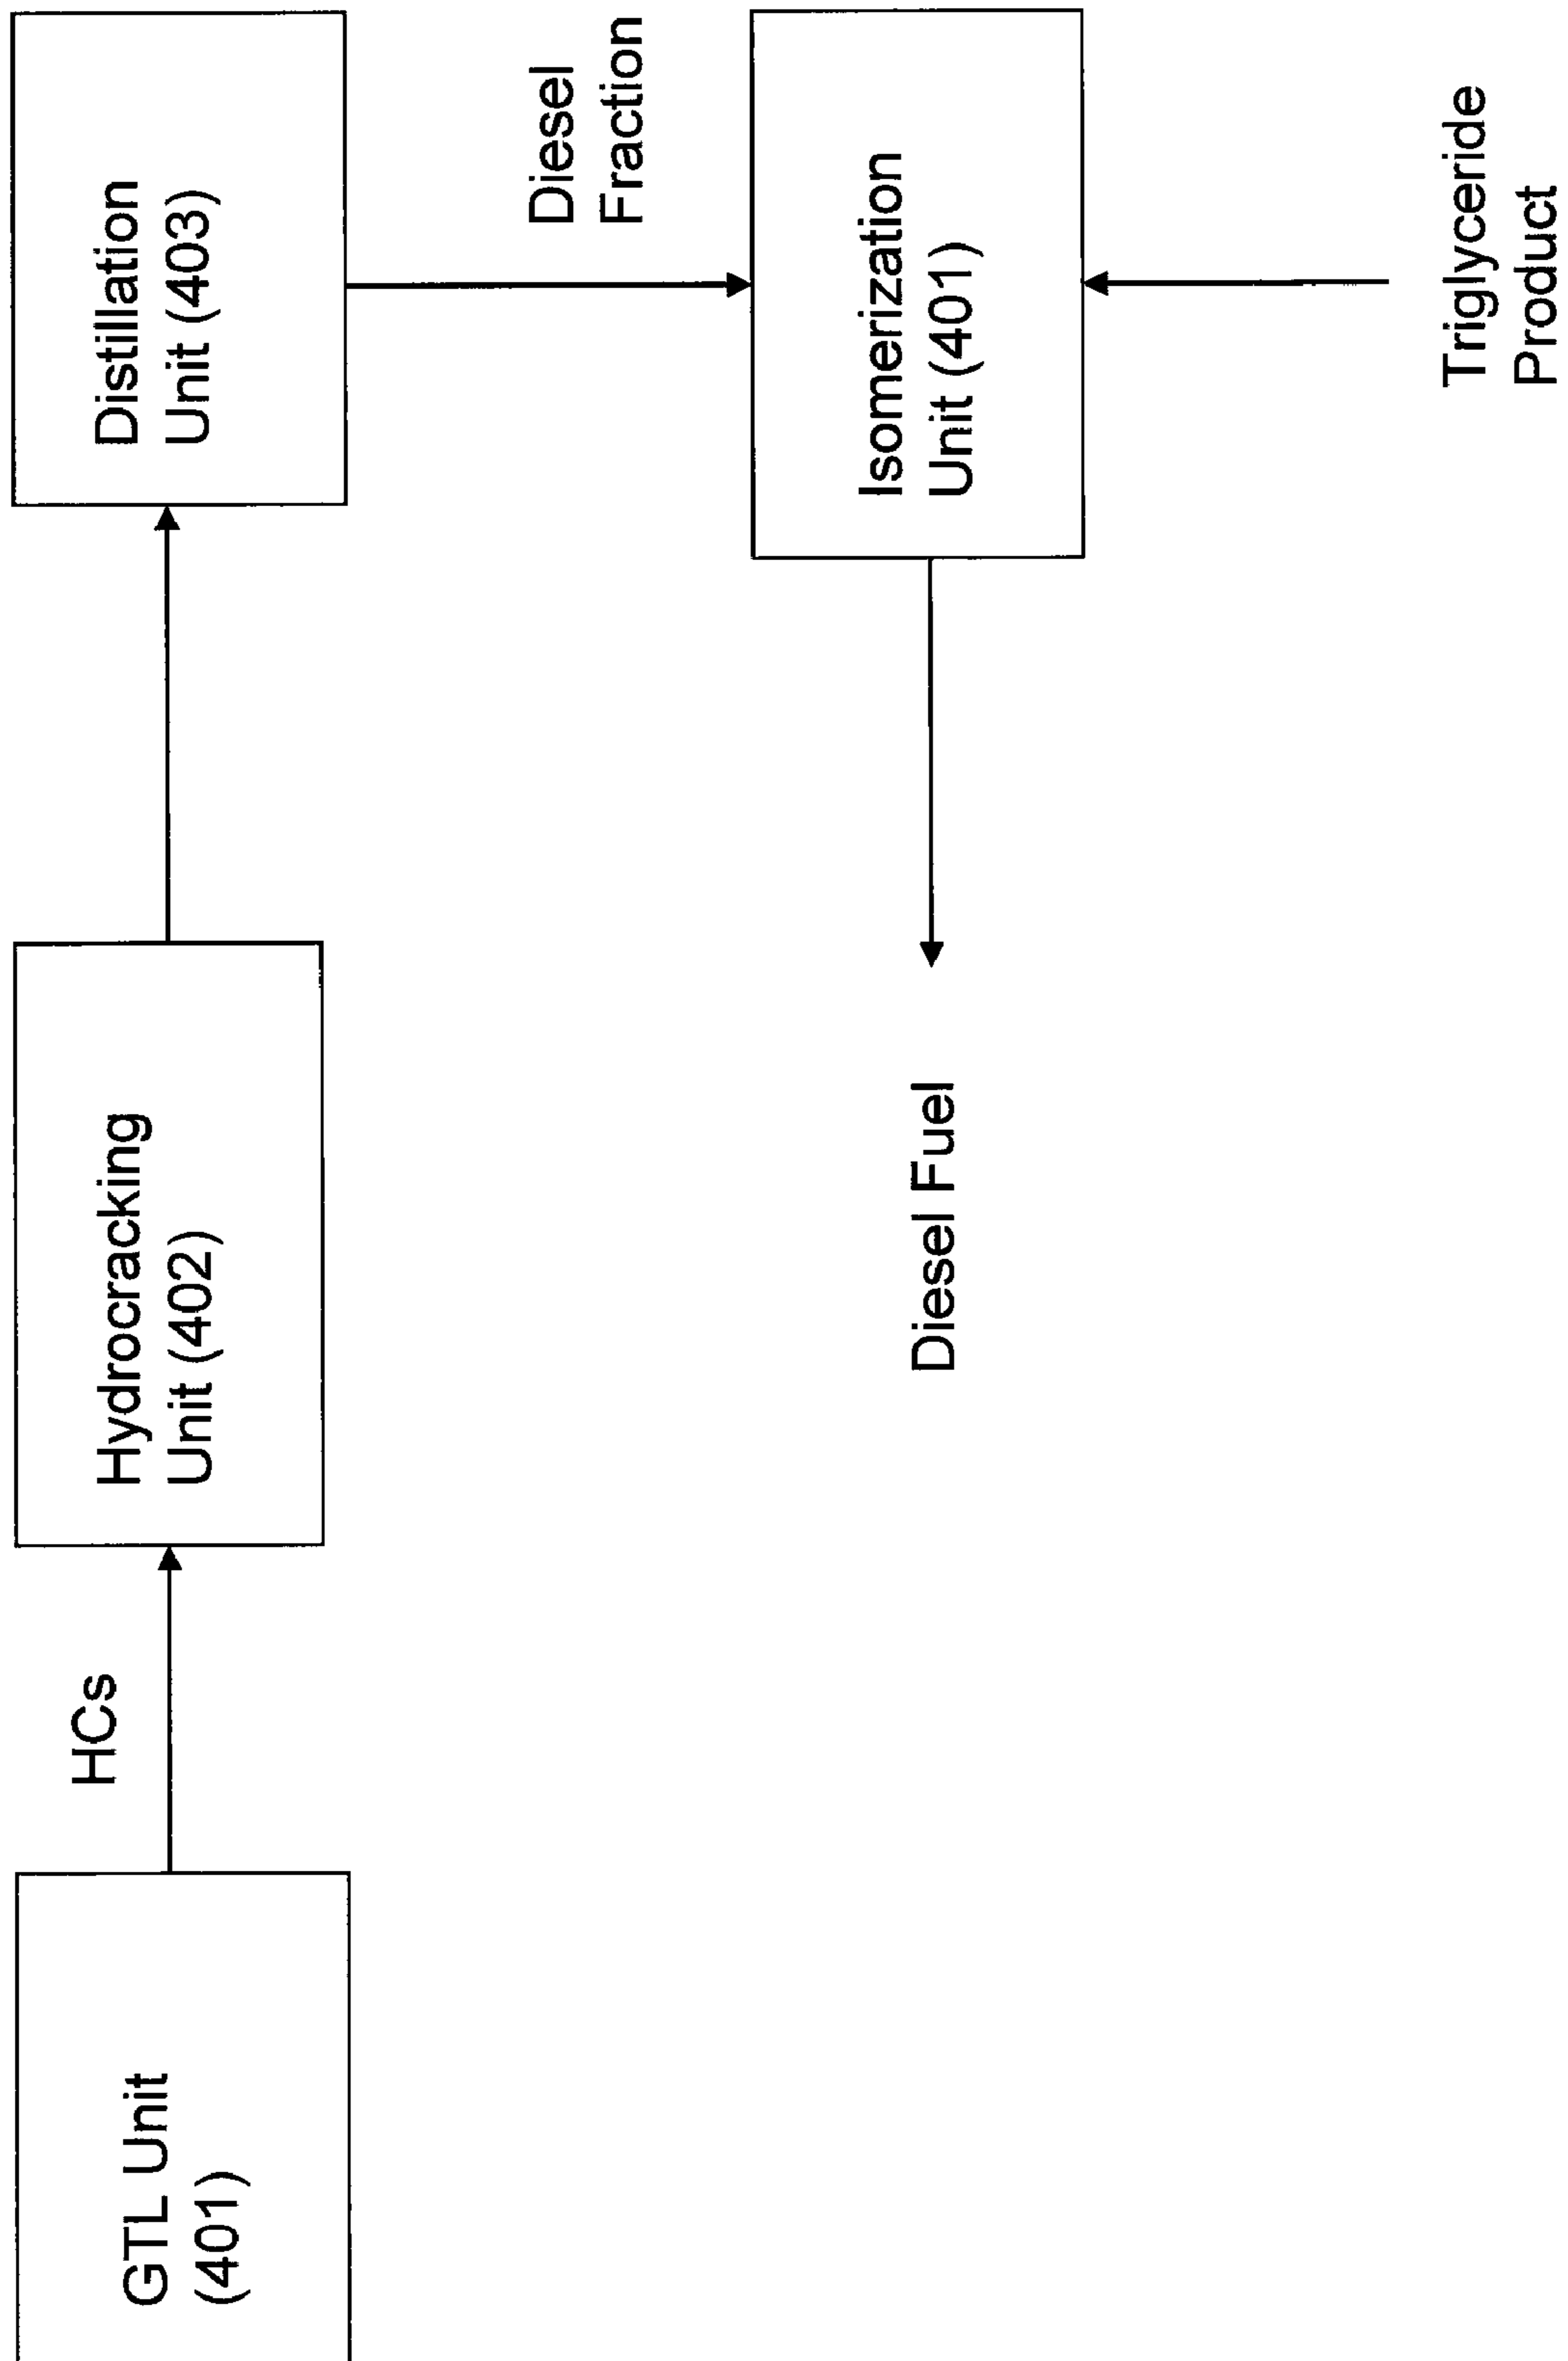 GTL Unit
(401)
HCs
Hydrocracking
Unit (402)
Distillation
Unit (403)
Diesel
Fraction
Isomerization
Unit (401)
Diesel Fuel
Triglyceride
Product